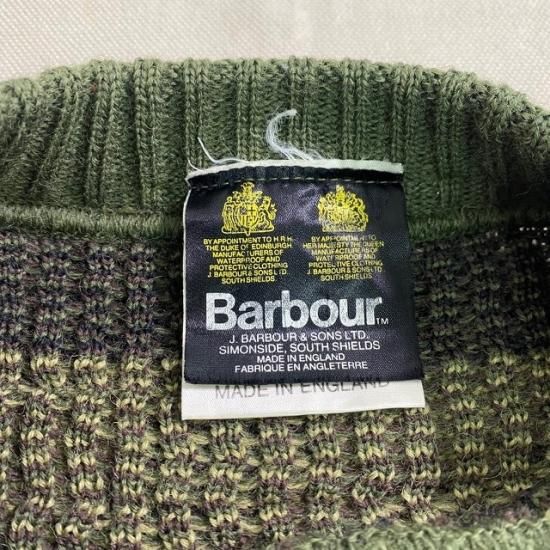 BY APPOINTMENT TO H.R.H.
THE DUKE OF EDINBURGH
MANUFACTURERS OF
WATERPROOF AND
PROTECTIVE CLOTHING
J. BARBOUR & SONS LTD.
SOUTH SHIELDS.
BY APPOINTMENT TO
HER MAJESTY THE QUEEN
MANUFACTURERS OF
WATERPROOF AND
PROTECTIVE CLOTHING
J. BARBOUR & SONS LTD
SOUTH SHIELDS.
Barbour TM
J. BARBOUR & SONS LTD.
SIMONSIDE, SOUTH SHIELDS
MADE IN ENGLAND
FABRIQUE EN ANGLETERRE
MADE IN ENGLAND